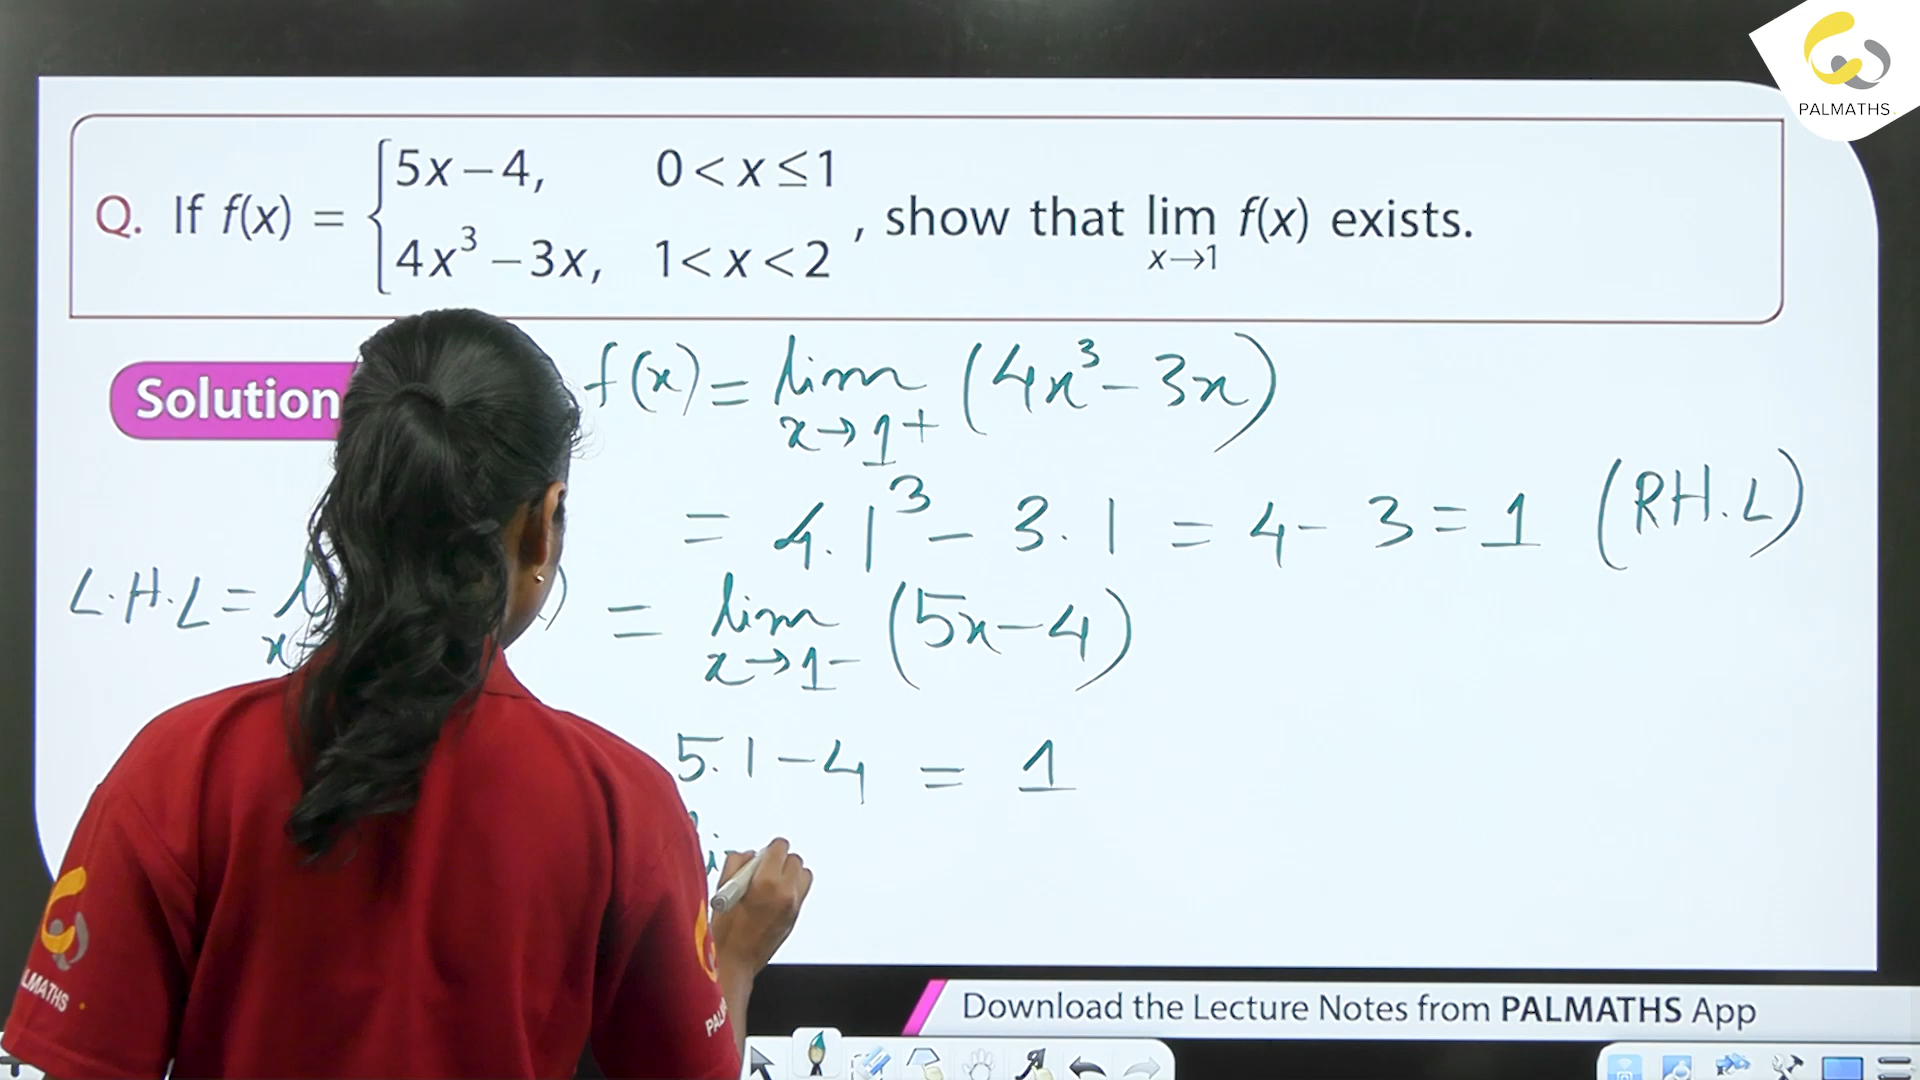 PALMATHS
5x – 4, 0 < x ≤ 1
Q. If f(x) = { , show that lim f(x) exists.
4x³ – 3x, 1 < x < 2
x→1
Solution
f(x) = lim (4x³ – 3x)
x→1+
= 4.1³ – 3.1 = 4 – 3 = 1 (RH.L)
L.H.L = ) = lim (5x – 4)
x→1–
5.1 – 4 = 1
LMATHS
Download the Lecture Notes from PALMATHS App